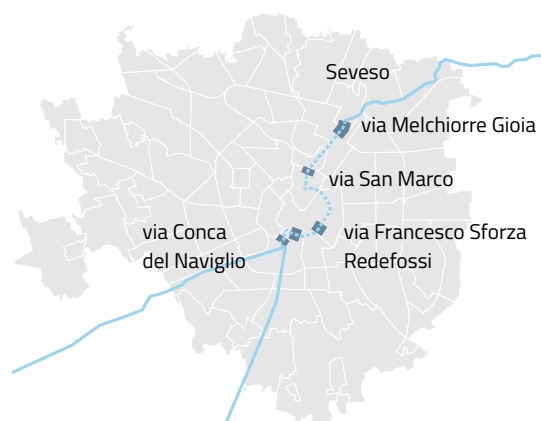 Seveso
via Melchiorre Gioia
via San Marco
via Conca
del Naviglio
via Francesco Sforza
Redefossi